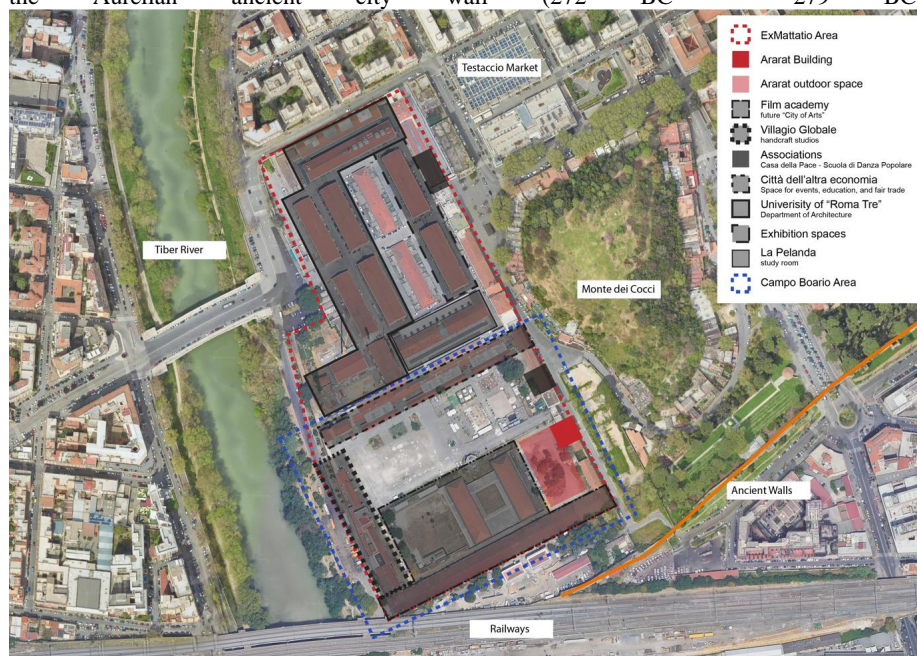 the Aurelian ancient city wall (272 BC 279 BC
ExMattatio Area
Ararat Building
Ararat outdoor space
Film academy
future "City of Arts"
Villagio Globale
handcraft studios
Associations
Casa della Pace - Scuola di Danza Popolare
Città dell'altra economia
Space for events, education, and fair trade
Univerisity of "Roma Tre"
Department of Architecture
Exhibition spaces
La Pelanda
study room
Campo Boario Area
Testaccio Market
Tiber River
Monte dei Cocci
Ancient Walls
Railways